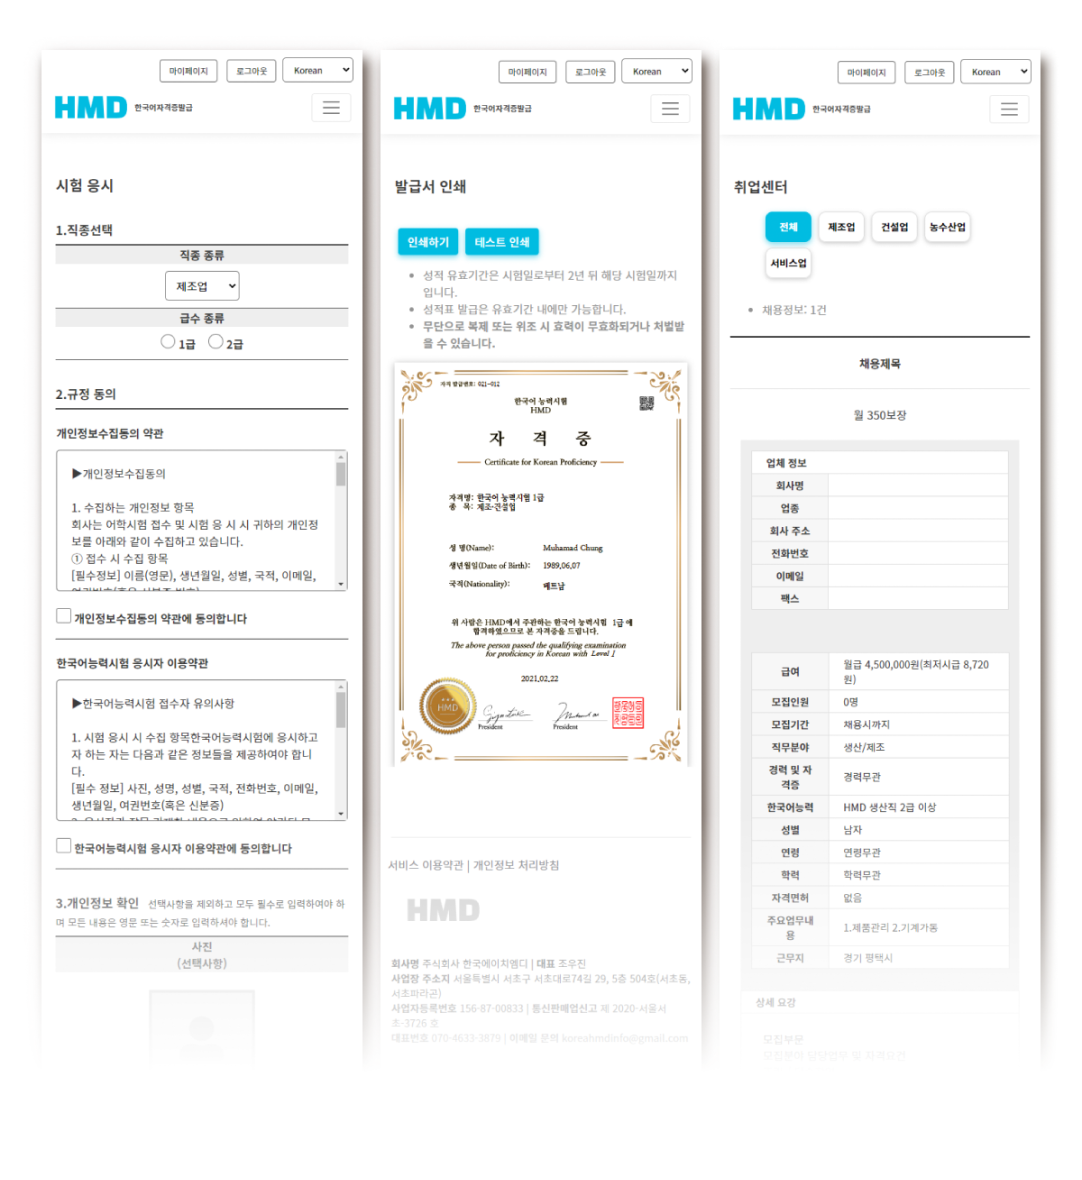 마이페이지
로그아웃
Korean
HMD 한국어자격증발급
시험 응시
1.직종선택
직종 종류
제조업
급수 종류
1급 2급
2.규정 동의
개인정보수집동의 약관
▶개인정보수집동의
1. 수집하는 개인정보 항목
회사는 어학시험 접수 및 시험 응 시 시 귀하의 개인정
보를 아래와 같이 수집하고 있습니다.
① 접수 시 수집 항목
[필수정보] 이름(영문), 생년월일, 성별, 국적, 이메일,
개인정보수집동의 약관에 동의합니다
한국어능력시험 응시자 이용약관
▶한국어능력시험 접수자 유의사항
1. 시험 응시 시 수집 항목한국어능력시험에 응시하고
자 하는 자는 다음과 같은 정보들을 제공하여야 합니
다.
[필수 정보] 사진, 성명, 성별, 국적, 전화번호, 이메일,
생년월일, 여권번호(혹은 신분증)
한국어능력시험 응시자 이용약관에 동의합니다
3.개인정보 확인 선택사항을 제외하고 모두 필수로 입력하여야 하
며 모든 내용은 영문 또는 숫자로 입력하셔야 합니다.
사진
(선택사항)
마이페이지
로그아웃
Korean
HMD 한국어자격증발급
발급서 인쇄
인쇄하기
테스트 인쇄
성적 유효기간은 시험일로부터 2년 뒤 해당 시험일까지
입니다.
성적표 발급은 유효기간 내에만 가능합니다.
무단으로 복제 또는 위조 시 효력이 무효화되거나 처벌받
을 수 있습니다.
자격 발급번호: 021-012
한국어 능력시험
HMD
자 격 증
Certificate for Korean Proficiency
자격명: 한국어 능력시험 1급
종 목: 제조·건설업
성 명(Name): Muhamad Chung
생년월일(Date of Birth): 1989,06,07
국적(Nationality): 베트남
위 사람은 HMD에서 주관하는 한국어 능력시험 1급 에
합격하였으므로 본 자격증을 드립니다.
The above person passed the qualifying examination
for proficiency in Korean with Level 1
2021,02,22
HMD
President
President
서비스 이용약관 | 개인정보 처리방침
HMD
회사명 주식회사 한국에이치엠디 | 대표 조우진
사업장 주소지 서울특별시 서초구 서초대로74길 29, 5층 504호(서초동,
서초파라곤)
사업자등록번호 156-87-00833 | 통신판매업신고 제 2020-서울서
초-3726 호
대표번호 070-4633-3879 | 이메일 문의 koreahmdinfo@gmail.com
마이페이지
로그아웃
Korean
HMD 한국어자격증발급
취업센터
전체
제조업
건설업
농수산업
서비스업
채용정보: 1건
채용제목
월 350보장
업체 정보
회사명
업종
회사 주소
전화번호
이메일
팩스
급여 월급 4,500,000원(최저시급 8,720
원)
모집인원 0명
모집기간 채용시까지
직무분야 생산/제조
경력 및 자
격증 경력무관
한국어능력 HMD 생산직 2급 이상
성별 남자
연령 연령무관
학력 학력무관
자격면허 없음
주요업무내
용 1.제품관리 2.기계가동
근무지 경기 평택시
상세 요강
모집부문